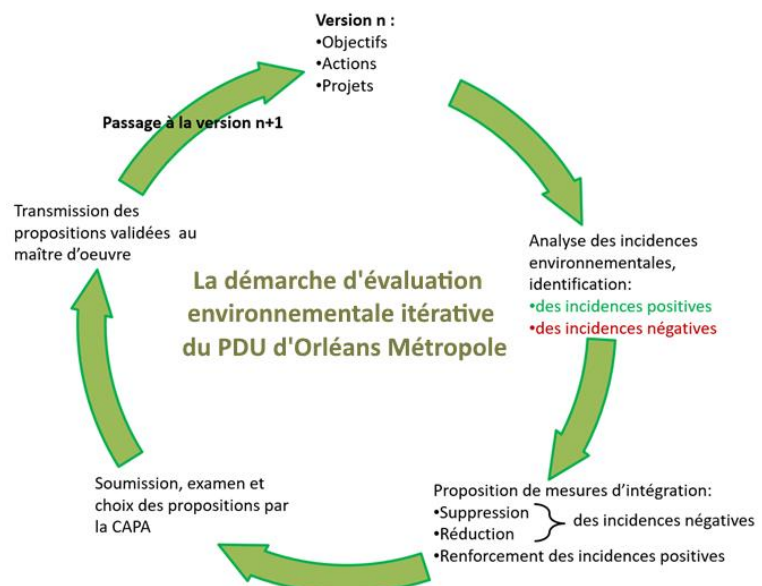 Version n :
•Objectifs
•Actions
•Projets
Passage à la version n+1
Transmission des
propositions validées au
maître d'oeuvre
Analyse des incidences
environnementales,
identification:
•des incidences positives
•des incidences négatives
La démarche d'évaluation
environnementale itérative
du PDU d'Orléans Métropole
Soumission, examen et
choix des propositions par
la CAPA
Proposition de mesures d'intégration:
•Suppression
•Réduction
des incidences négatives
•Renforcement des incidences positives